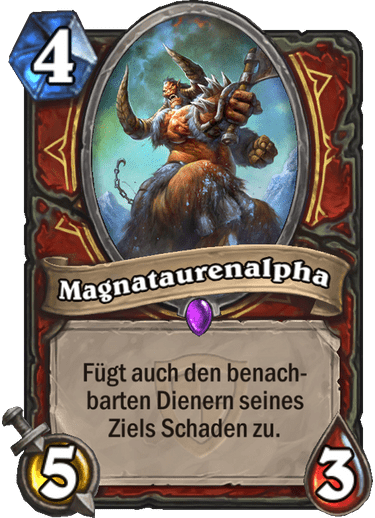 4
Magnataurenalpha
Fügt auch den benach-
barten Dienern seines
Ziels Schaden zu.
5
3